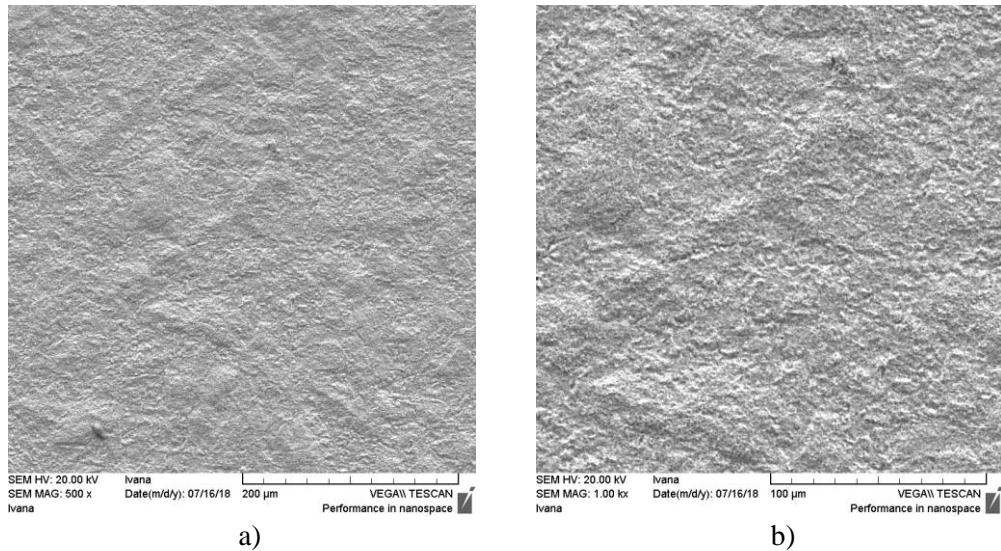 SEM HV: 20.00 kV Ivana
SEM MAG: 500 x Date(m/d/y): 07/16/18 200 µm VEGA\\ TESCAN
Ivana Performance in nanospace
a)
SEM HV: 20.00 kV Ivana
SEM MAG: 1.00 kx Date(m/d/y): 07/16/18 100 µm VEGA\\ TESCAN
Ivana Performance in nanospace
b)